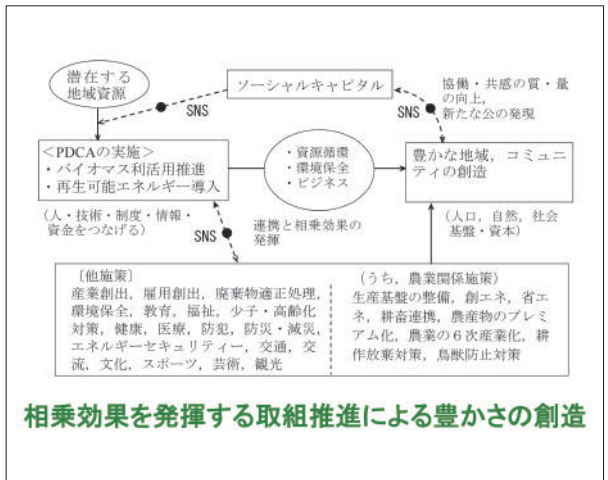 潜在する
地域資源
ソーシャルキャピタル
協働・共感の質・量
の向上,
新たな公の発現
SNS
SNS
<PDCAの実施>
・バイオマス利活用推進
・再生可能エネルギー導入
・資源循環
・環境保全
・ビジネス
豊かな地域, コミュニ
ティの創造
(人・技術・制度・情報・
資金をつなげる)
SNS
連携と相乗効果の
発揮
(人口, 自然, 社会
基盤・資本)
〔他施策〕
産業創出, 雇用創出, 廃棄物適正処理,
環境保全, 教育, 福祉, 少子・高齢化
対策, 健康, 医療, 防犯, 防災・減災,
エネルギーセキュリティー, 交通, 交
流, 文化, スポーツ, 芸術, 観光
(うち, 農業関係施策)
生産基盤の整備, 創エネ, 省エ
ネ, 耕畜連携, 農産物のプレミ
アム化, 農業の6次産業化, 耕
作放棄対策, 鳥獣防止対策
相乗効果を発揮する取組推進による豊かさの創造